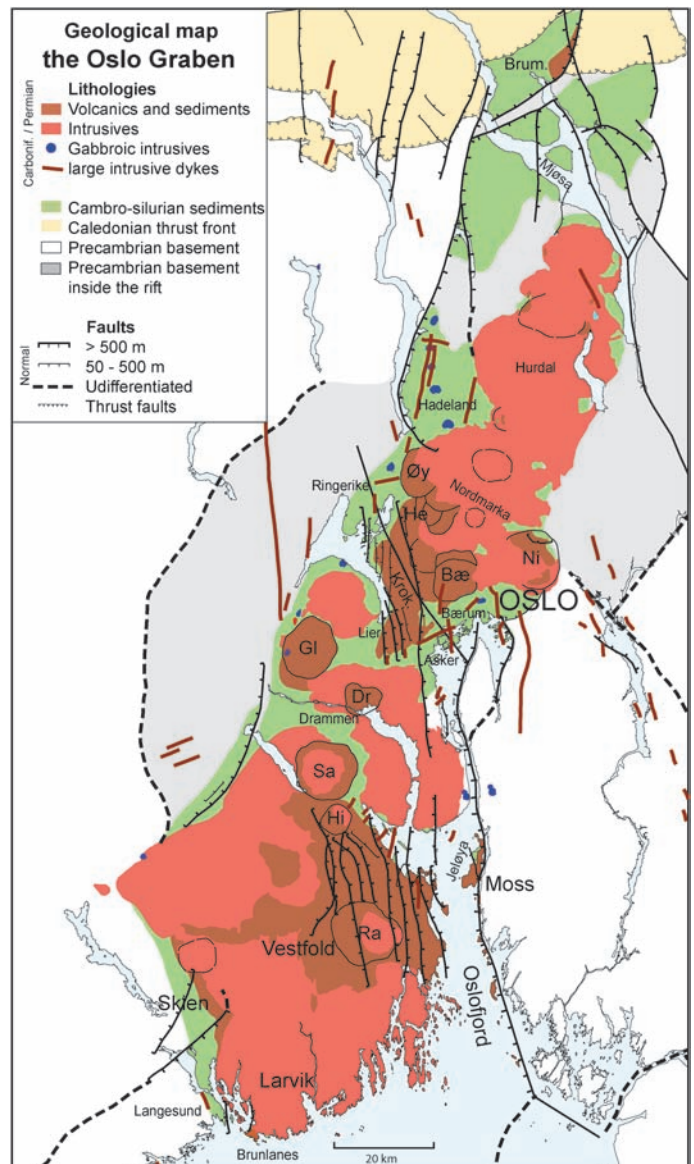 Geological map
the Oslo Graben
Carbonif. / Permian
Lithologies
Volcanics and sediments
Intrusives
Gabbroic intrusives
large intrusive dykes
Cambro-silurian sediments
Caledonian thrust front
Precambrian basement
Precambrian basement
inside the rift
Normal
Faults
> 500 m
50 - 500 m
Undifferentiated
Thrust faults
Brum.
Mjøsa
Hurdal
Hadeland
Øy
Ringerike
Nordmarka
He
Bæ
Ni
Krok.
OSLO
Bærum
Lier
Gl
Asker
Dr
Drammen
Sa
Hi
Jeløya
Moss
Ra
Vestfold
Skien
Oslofjord
Larvik
Langesund
Brunlanes
20 km